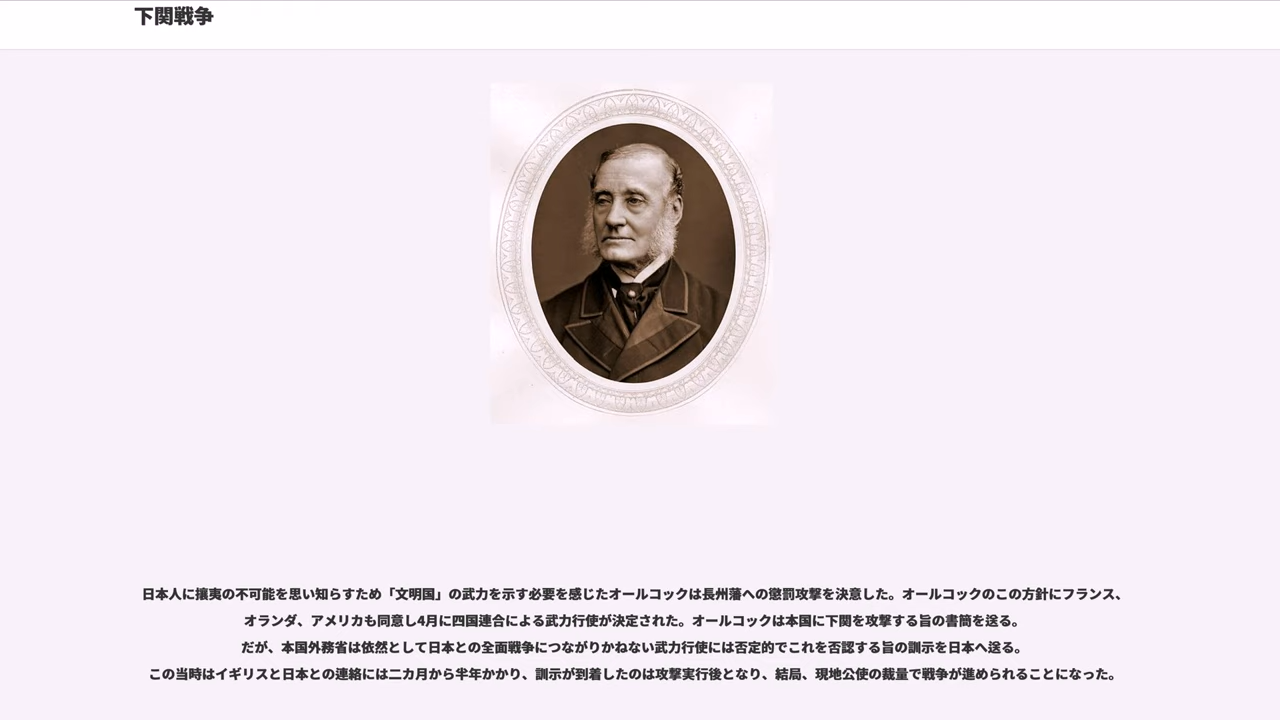 下関戦争
日本人に攘夷の不可能を思い知らすため「文明国」の武力を示す必要を感じたオールコックは長州藩への懲罰攻撃を決意した。オールコックのこの方針にフランス、
オランダ、アメリカも同意し4月に四国連合による武力行使が決定された。オールコックは本国に下関を攻撃する旨の書簡を送る。
だが、本国外務省は依然として日本との全面戦争につながりかねない武力行使には否定的でこれを否認する旨の訓示を日本へ送る。
この当時はイギリスと日本との連絡には二カ月から半年かかり、訓示が到着したのは攻撃実行後となり、結局、現地公使の裁量で戦争が進められることになった。